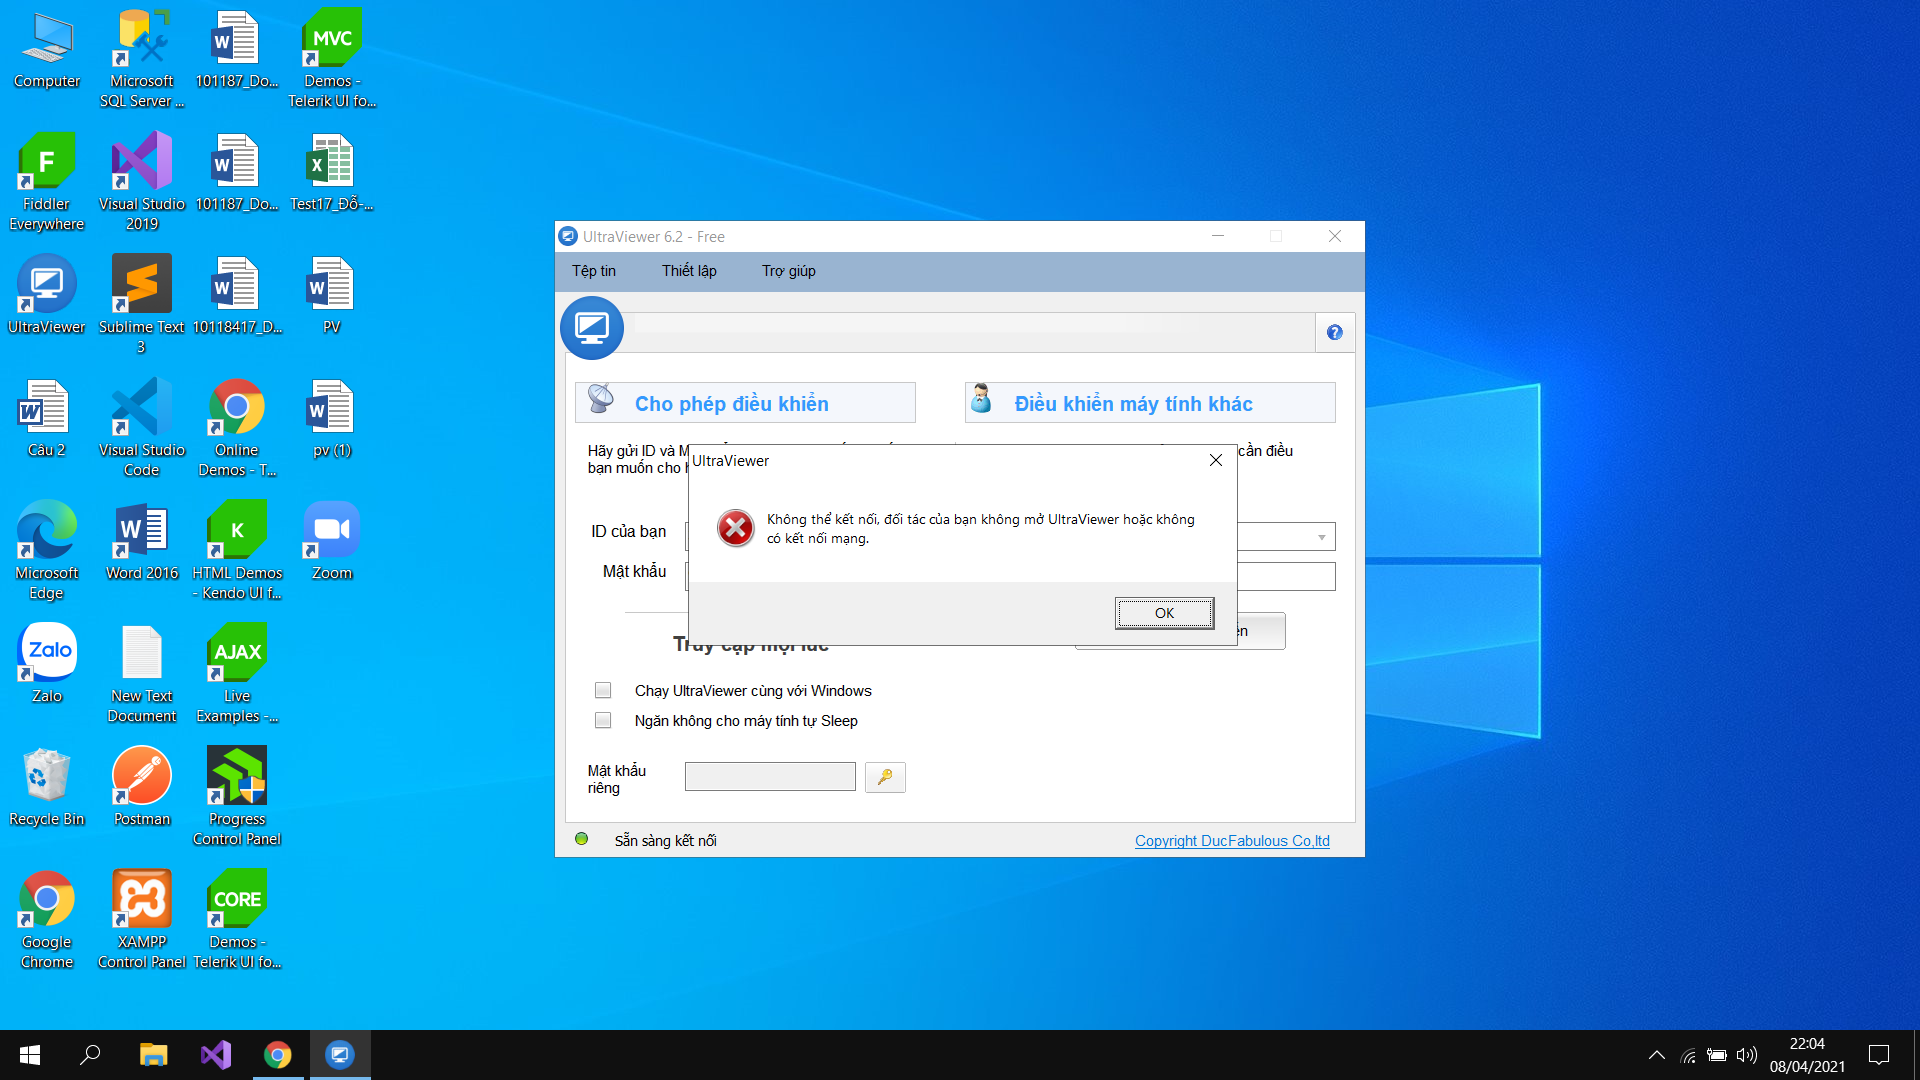 Computer
Microsoft
SQL Server ...
101187_Do...
MVC
Demos -
Telerik UI fo...
F
Fiddler
Everywhere
Visual Studio
2019
101187_Do...
Test17_Đỗ-...
UltraViewer
Sublime Text
3
10118417_D...
PV
Câu 2
Visual Studio
Code
Online
Demos - T...
pv (1)
Microsoft
Edge
Word 2016
K
HTML Demos
- Kendo UI f...
Zoom
Zalo
Zalo
New Text
Document
AJAX
Live
Examples -...
Recycle Bin
Postman
Progress
Control Panel
Google
Chrome
XAMPP
Control Panel
CORE
Demos -
Telerik UI fo...
UltraViewer 6.2 - Free
Tệp tin
Thiết lập
Trợ giúp
Cho phép điều khiển
Điều khiển máy tính khác
Hãy gửi ID và M
cần điều
bạn muốn cho
UltraViewer
Không thể kết nối, đối tác của bạn không mở UltraViewer hoặc không
có kết nối mạng.
OK
ID của bạn
Mật khẩu
Truy cập mọi lúc
Chạy UltraViewer cùng với Windows
Ngăn không cho máy tính tự Sleep
Mật khẩu
riêng
Sẵn sàng kết nối
Copyright DucFabulous Co,ltd
22:04
08/04/2021